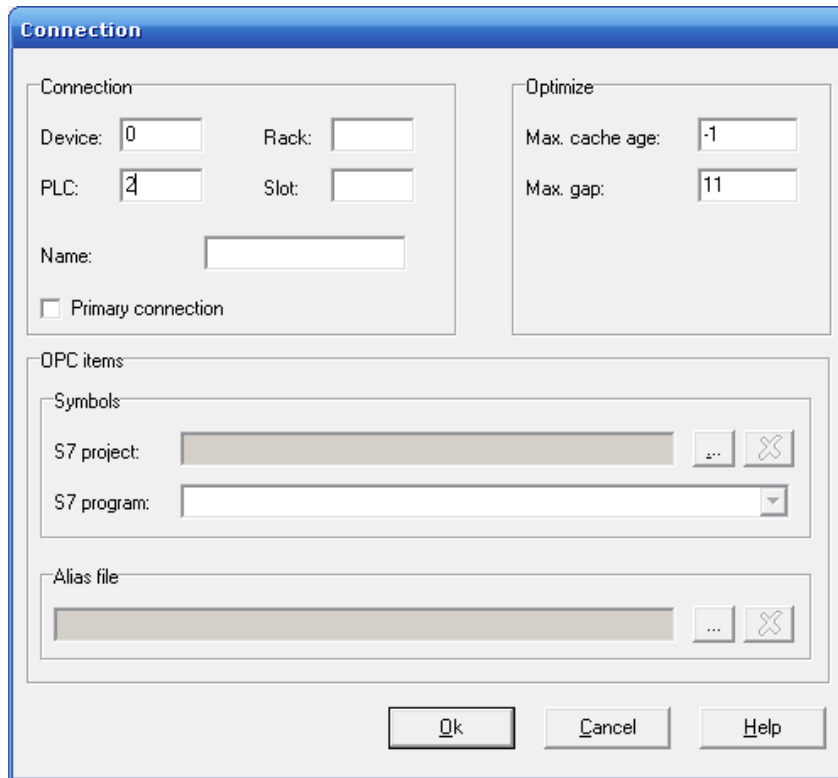 Connection
Connection
Device: 0 Rack:
PLC: 2 Slot:
Name:
Primary connection
Optimize
Max. cache age: -1
Max. gap: 11
OPC items
Symbols
S7 project: ...
S7 program:
Alias file
...
Ok Cancel Help